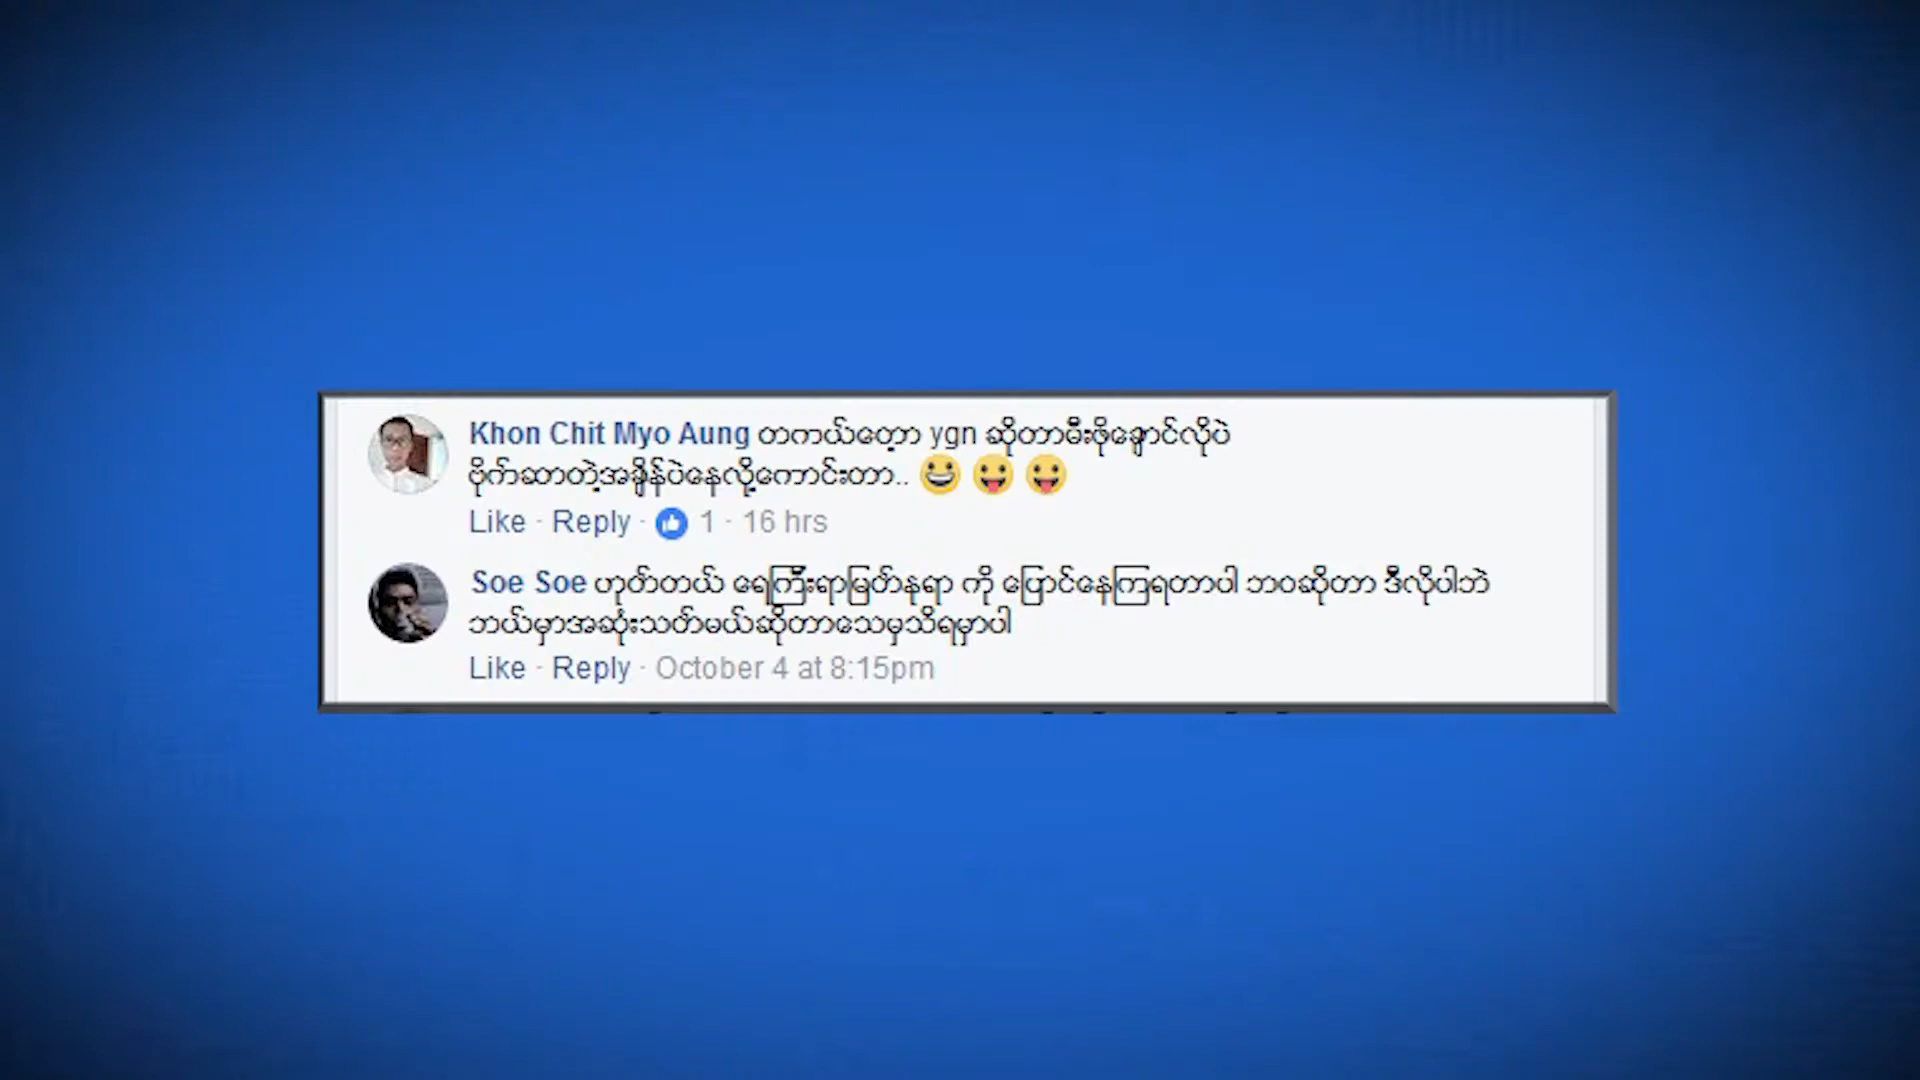 Khon Chit Myo Aung တကယ်တော့ ygn ဆိုတာမီးဖိုချောင်လိုပဲ
ဗိုက်ဆာတဲ့အချိန်ပဲနေလို့ကောင်းတာ.. 😀 😛 😛
Like · Reply · 1 · 16 hrs
Soe Soe ဟုတ်တယ် ရေကြီးရာမြတ်နုရာ ကို ပြောင်နေကြရတာပါ ဘဝဆိုတာ ဒီလိုပါဘဲ
ဘယ်မှာအဆုံးသတ်မယ်ဆိုတာသေမှသိရမှာပါ
Like · Reply · October 4 at 8:15pm